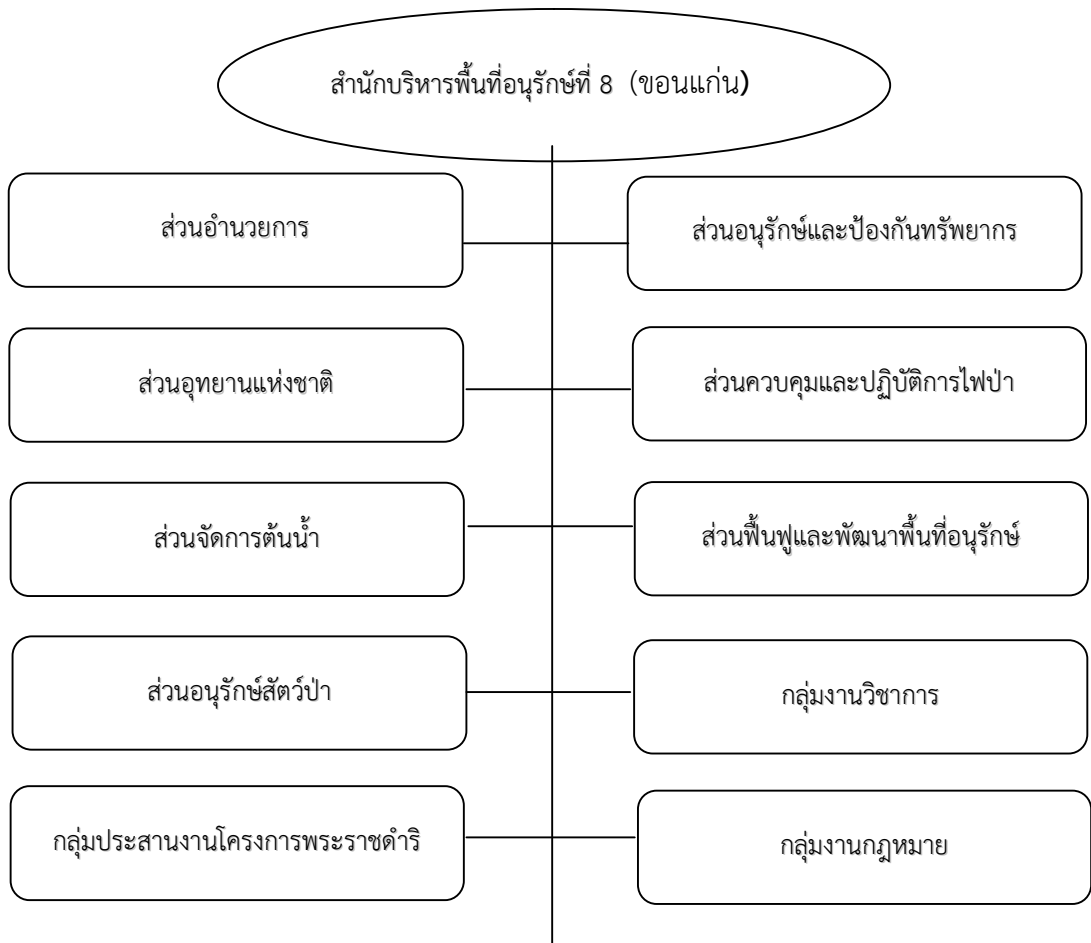 สำนักบริหารพื้นที่อนุรักษ์ที่ 8 (ขอนแก่น)
ส่วนอำนวยการ
ส่วนอนุรักษ์และป้องกันทรัพยากร
ส่วนอุทยานแห่งชาติ
ส่วนควบคุมและปฏิบัติการไฟป่า
ส่วนจัดการต้นน้ำ
ส่วนฟื้นฟูและพัฒนาพื้นที่อนุรักษ์
ส่วนอนุรักษ์สัตว์ป่า
กลุ่มงานวิชาการ
กลุ่มประสานงานโครงการพระราชดำริ
กลุ่มงานกฎหมาย